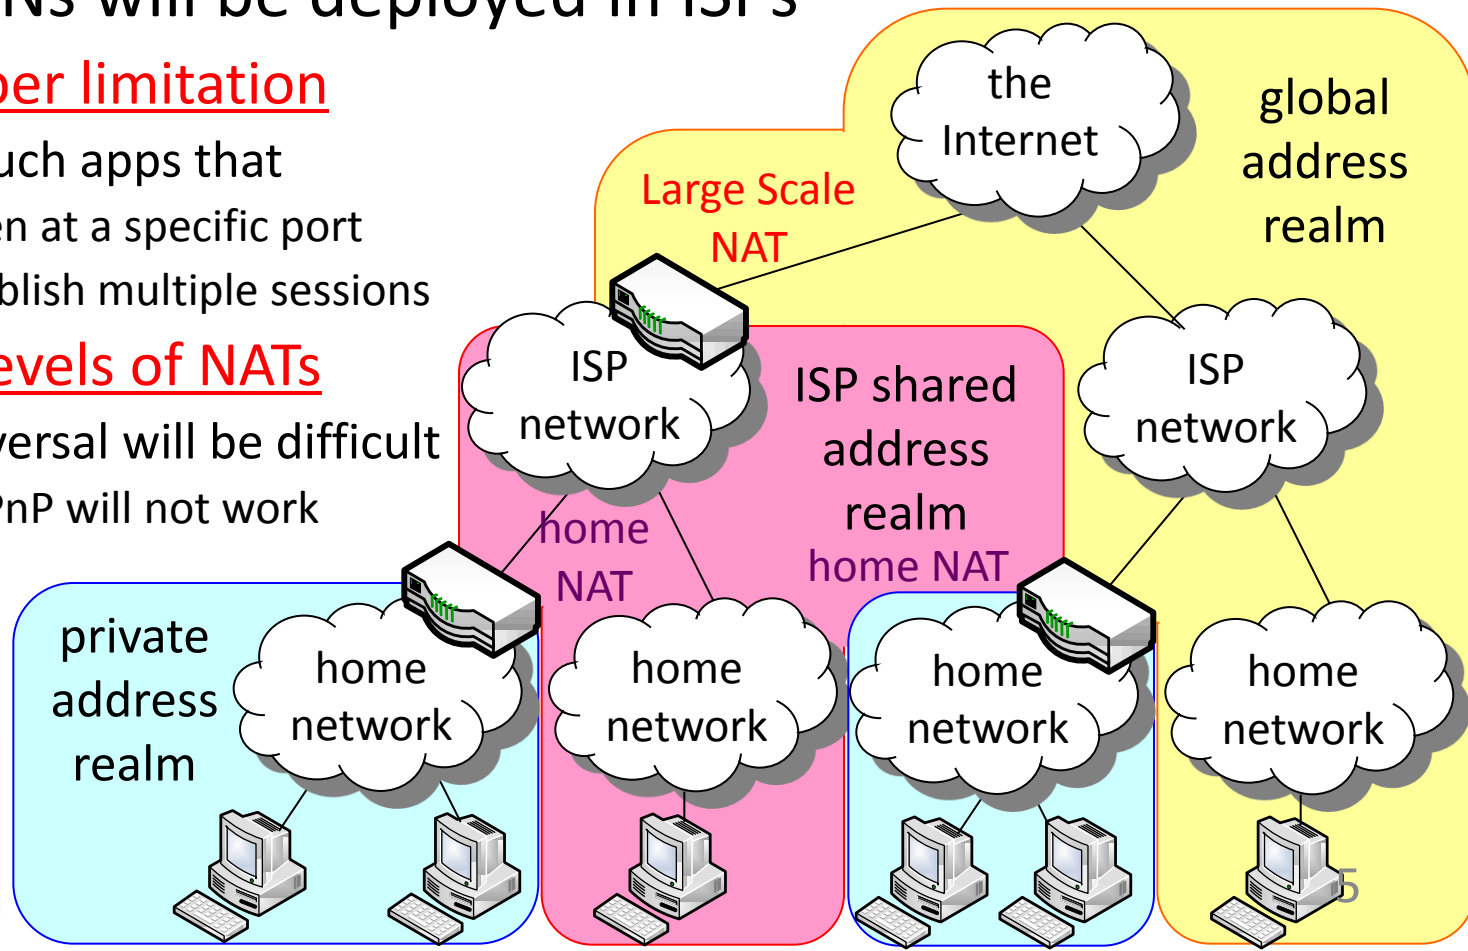 Ns will be deployed in ISPs
ber limitation
uch apps that
en at a specific port
blish multiple sessions
evels of NATs
versal will be difficult
PnP will not work
the
Internet
global
address
realm
Large Scale
NAT
ISP
network
ISP shared
address
realm
ISP
network
home
NAT
home NAT
private
address
realm
home
network
home
network
home
network
home
network
5